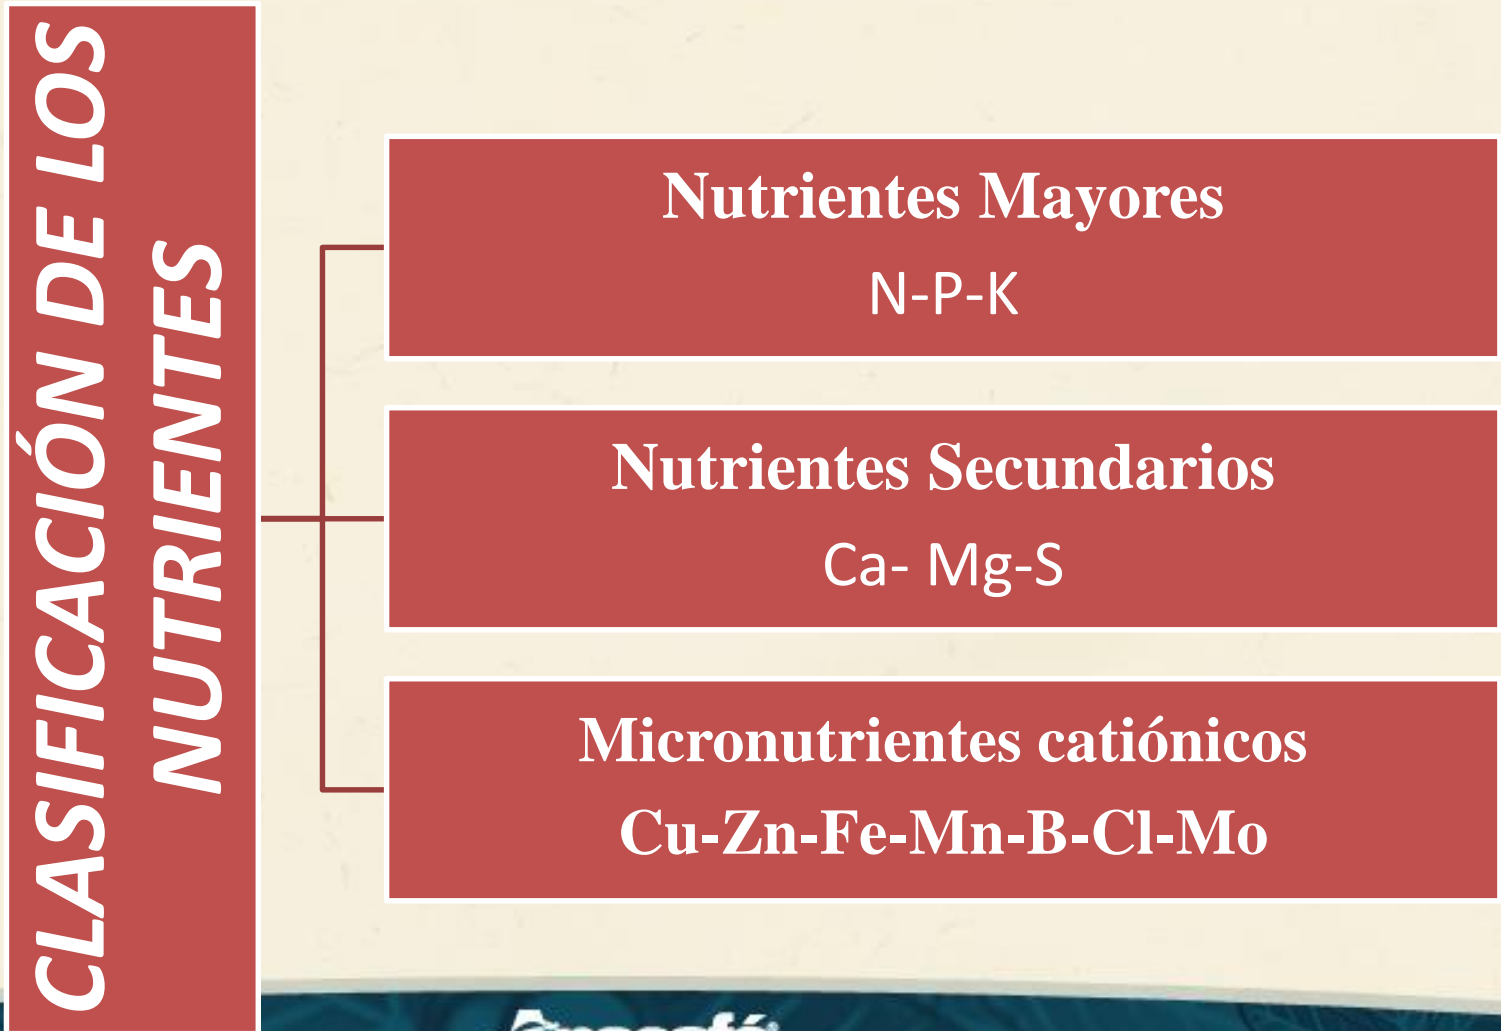 CLASIFICACIÓN DE LOS
NUTRIENTES
Nutrientes Mayores
N-P-K
Nutrientes Secundarios
Ca- Mg-S
Micronutrientes catiónicos
Cu-Zn-Fe-Mn-B-Cl-Mo